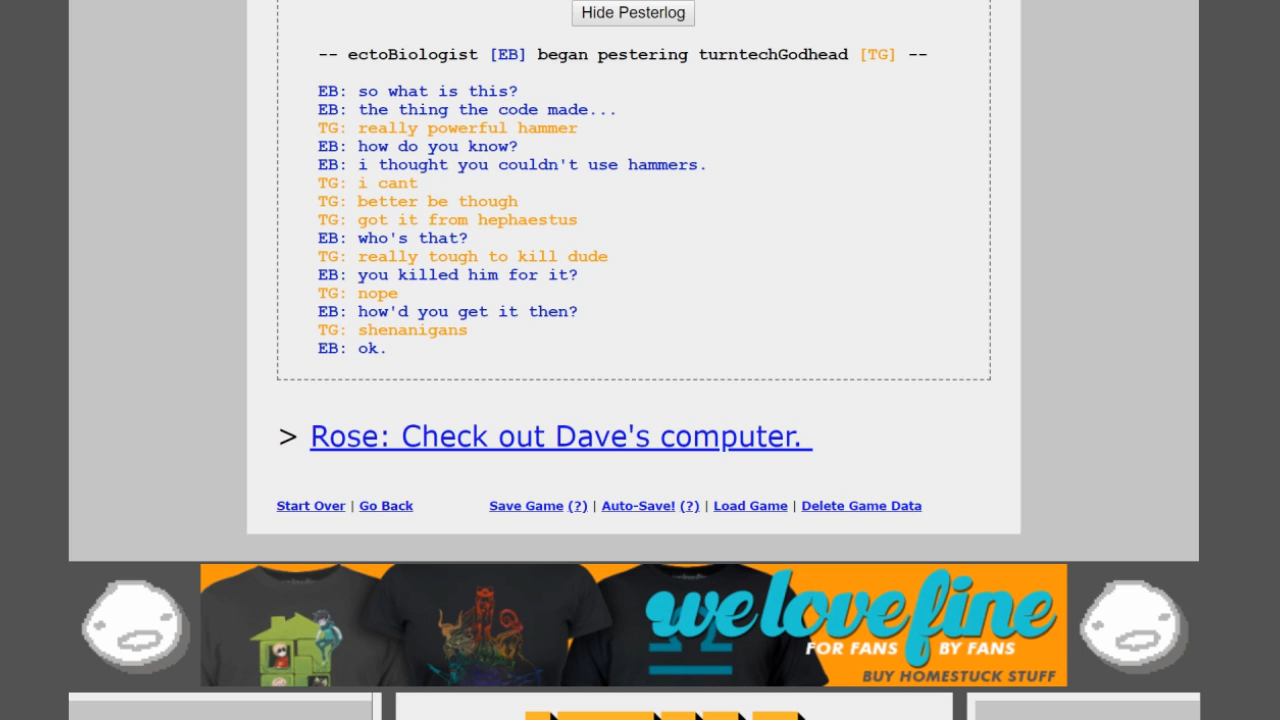 Hide Pesterlog
-- ectoBiologist [EB] began pestering turntechGodhead [TG] --
EB: so what is this?
EB: the thing the code made...
TG: really powerful hammer
EB: how do you know?
EB: i thought you couldn't use hammers.
TG: i cant
TG: better be though
TG: got it from hephaestus
EB: who's that?
TG: really tough to kill dude
EB: you killed him for it?
TG: nope
EB: how'd you get it then?
TG: shenanigans
EB: ok.
> Rose: Check out Dave's computer.
Start Over | Go Back Save Game (?) | Auto-Save! (?) | Load Game | Delete Game Data
welovefine
FOR FANS BY FANS
BUY HOMESTUCK STUFF